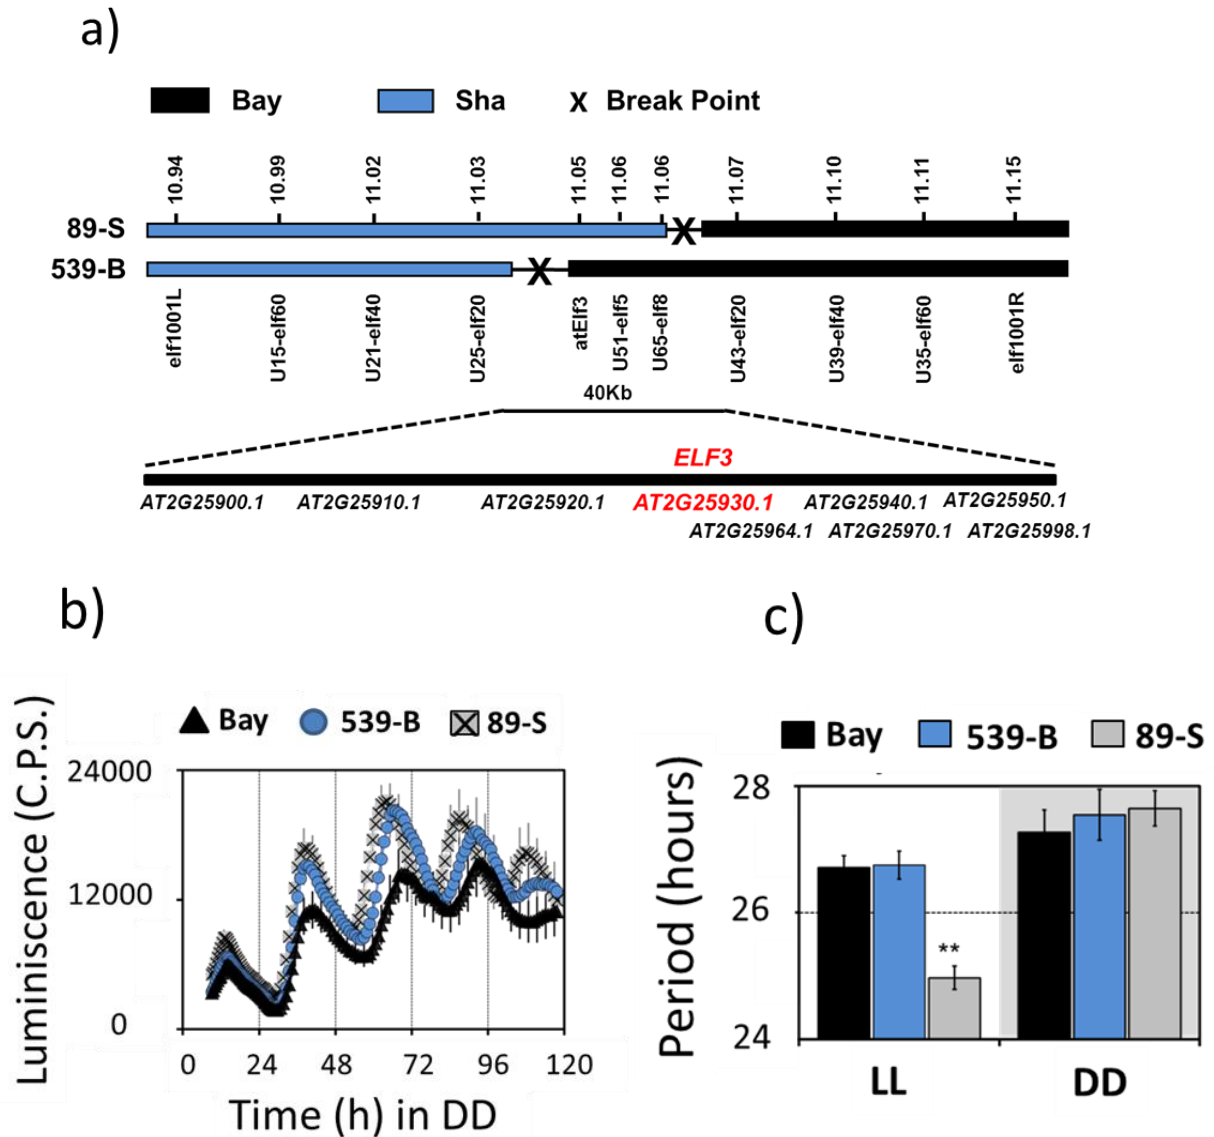 a)
Bay Sha X Break Point
10.94 10.99 11.02 11.03 11.05 11.06 11.06 11.07 11.10 11.11 11.15
89-S X
539-B X
elf1001L U15-elf60 U21-elf40 U25-elf20 atElf3 U51-elf5 U65-elf8 U43-elf20 U39-elf40 U35-elf60 elf1001R
40Kb
ELF3
AT2G25900.1 AT2G25910.1 AT2G25920.1 AT2G25930.1 AT2G25940.1 AT2G25950.1
AT2G25964.1 AT2G25970.1 AT2G25998.1
b)
Bay 539-B 89-S
Luminiscence (C.P.S.)
24000
12000
0
0 24 48 72 96 120
Time (h) in DD
c)
Bay 539-B 89-S
Period (hours)
28
26
24
**
LL DD